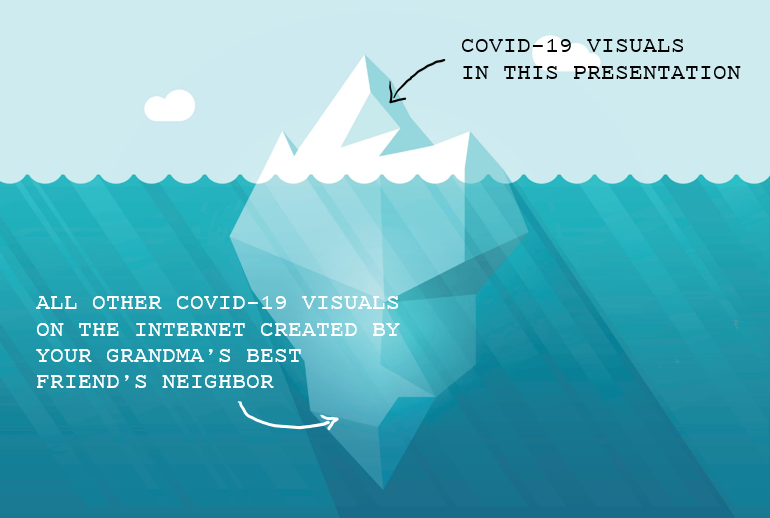 COVID-19 VISUALS
IN THIS PRESENTATION
ALL OTHER COVID-19 VISUALS
ON THE INTERNET CREATED BY
YOUR GRANDMA’S BEST
FRIEND’S NEIGHBOR